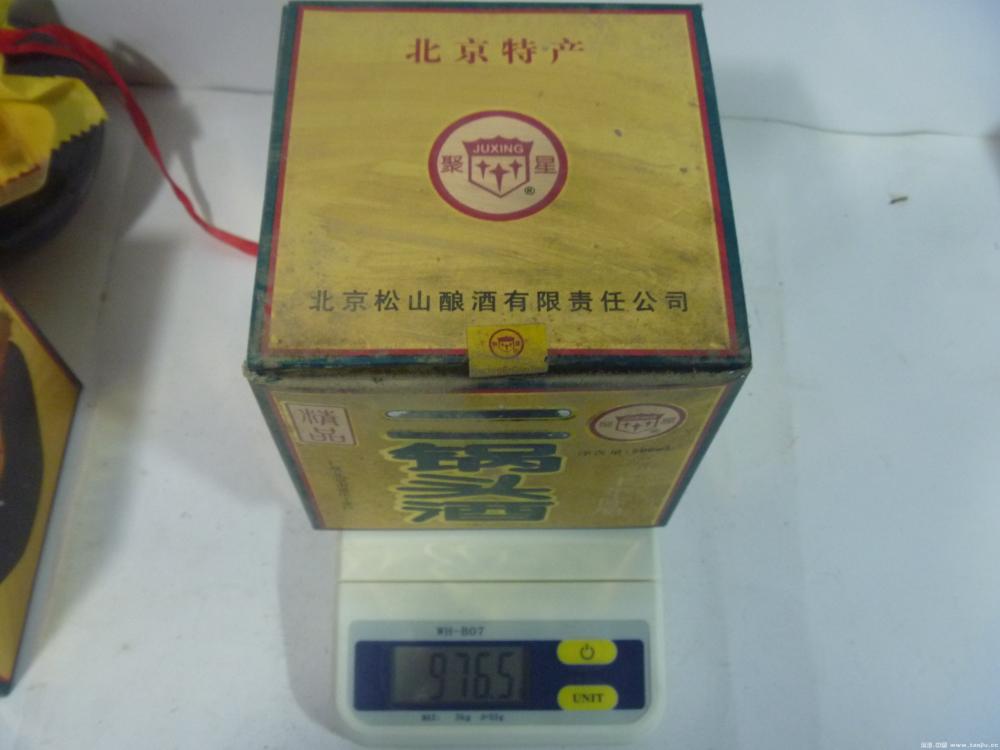 北京特产
JUXING
聚 星
®
北京松山酿酒有限责任公司
精品
二锅头酒
WH-B07
976.5
UNIT